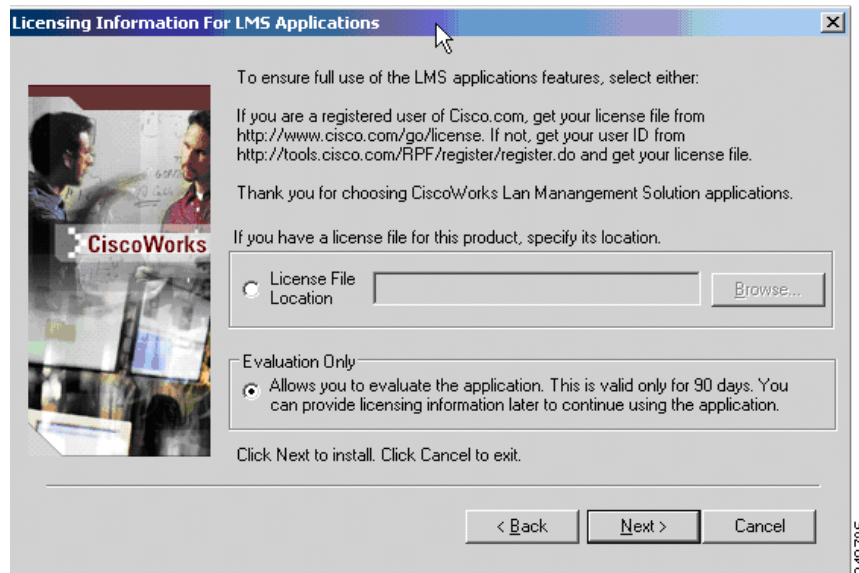 Licensing Information For LMS Applications
To ensure full use of the LMS applications features, select either:
If you are a registered user of Cisco.com, get your license file from
http://www.cisco.com/go/license. If not, get your user ID from
http://tools.cisco.com/RPF/register/register.do and get your license file.
Thank you for choosing CiscoWorks Lan Manangement Solution applications.
CiscoWorks
If you have a license file for this product, specify its location.
License File
Location
Browse...
Evaluation Only
Allows you to evaluate the application. This is valid only for 90 days. You
can provide licensing information later to continue using the application.
Click Next to install. Click Cancel to exit.
< Back
Next >
Cancel